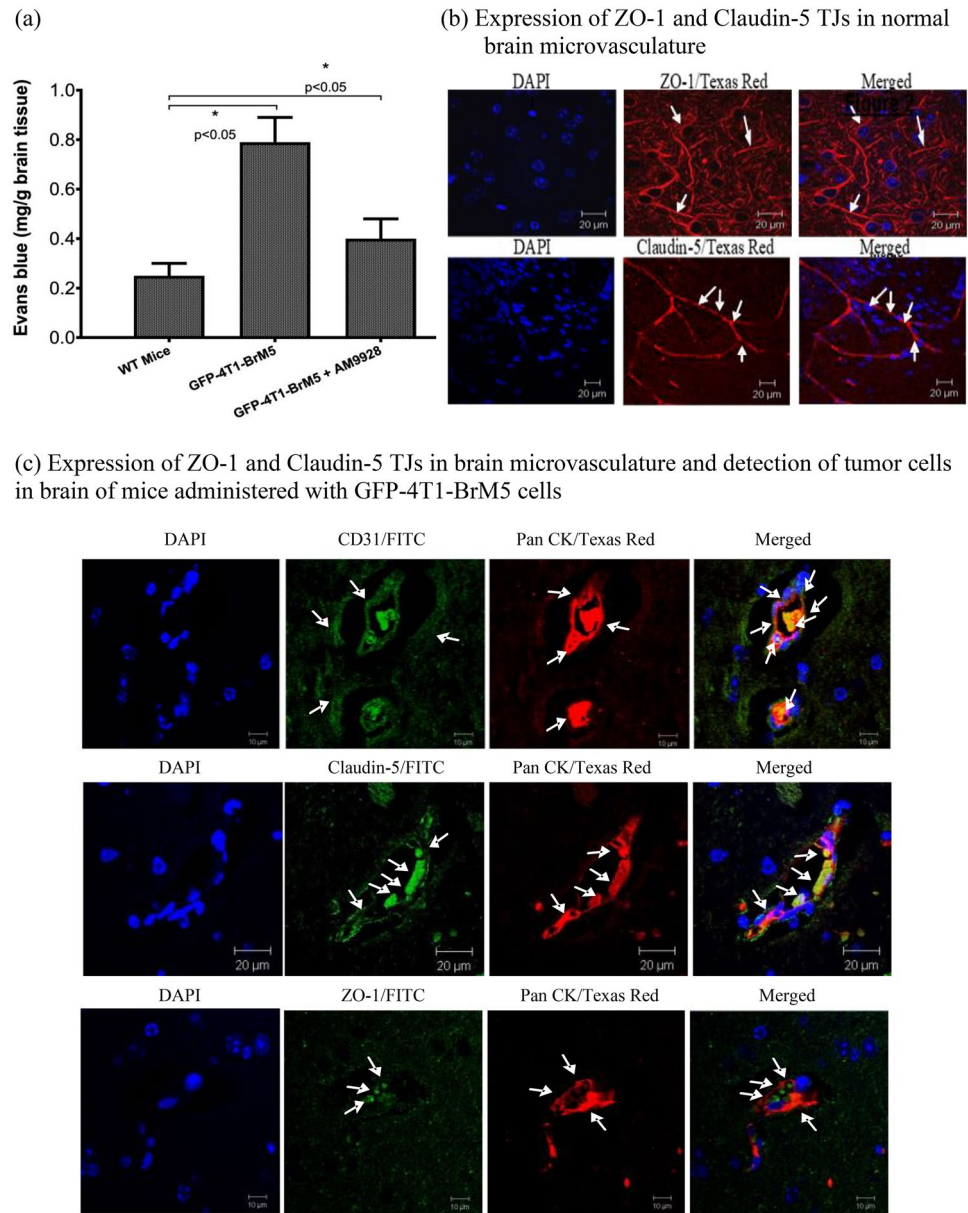 (a)
Evans blue (mg/g brain tissue)
1.0
0.8
0.6
0.4
0.2
0.0
*
p<0.05
*
p<0.05
WT Mice
GFP-4T1-BrM5
GFP-4T1-BrM5 + AM9928
(b) Expression of ZO-1 and Claudin-5 TJs in normal
brain microvasculature
DAPI
ZO-1/Texas Red
Merged
Figure 2
20 µm
20 µm
20 µm
DAPI
Claudin-5/Texas Red
Merged
20 µm
20 µm
20 µm
(c) Expression of ZO-1 and Claudin-5 TJs in brain microvasculature and detection of tumor cells
in brain of mice administered with GFP-4T1-BrM5 cells
DAPI
CD31/FITC
Pan CK/Texas Red
Merged
10 µm
10 µm
10 µm
10 µm
DAPI
Claudin-5/FITC
Pan CK/Texas Red
Merged
20 µm
20 µm
20 µm
20 µm
DAPI
ZO-1/FITC
Pan CK/Texas Red
Merged
10 µm
10 µm
10 µm
10 µm